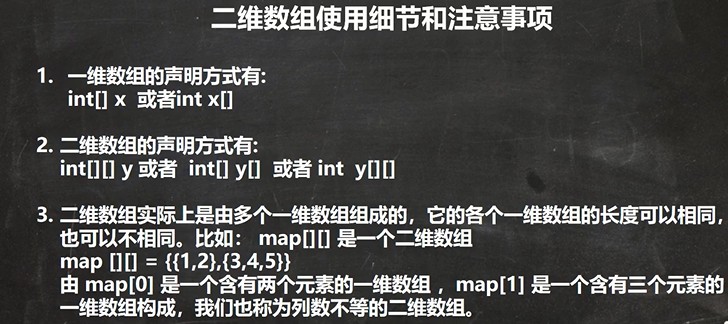 二维数组使用细节和注意事项
1. 一维数组的声明方式有:
int[] x 或者int x[]
2. 二维数组的声明方式有:
int[][] y 或者 int[] y[] 或者 int y[][]
3. 二维数组实际上是由多个一维数组组成的，它的各个一维数组的长度可以相同，
也可以不相同。比如： map[][] 是一个二维数组
map [][] = {{1,2},{3,4,5}}
由 map[0] 是一个含有两个元素的一维数组 ，map[1] 是一个含有三个元素的
一维数组构成，我们也称为列数不等的二维数组。